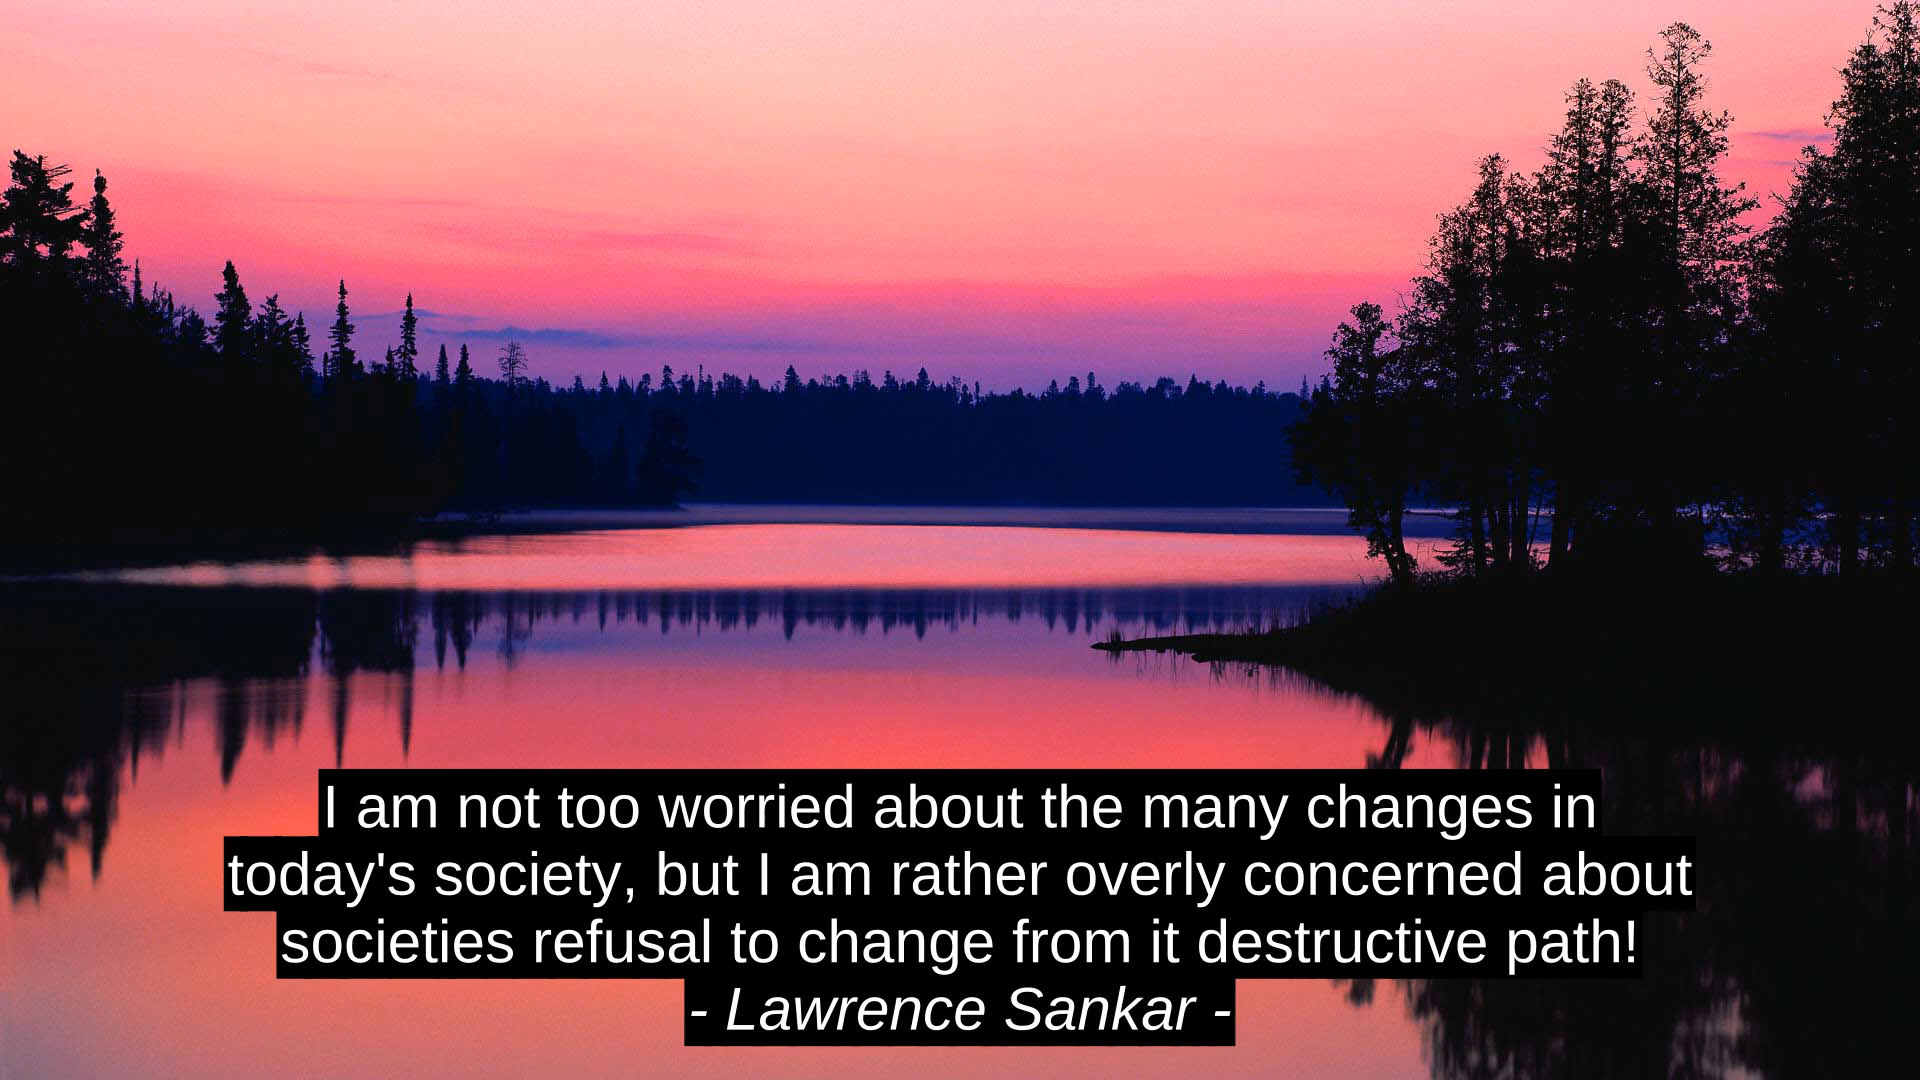 I am not too worried about the many changes in
today's society, but I am rather overly concerned about
societies refusal to change from it destructive path!
- Lawrence Sankar -